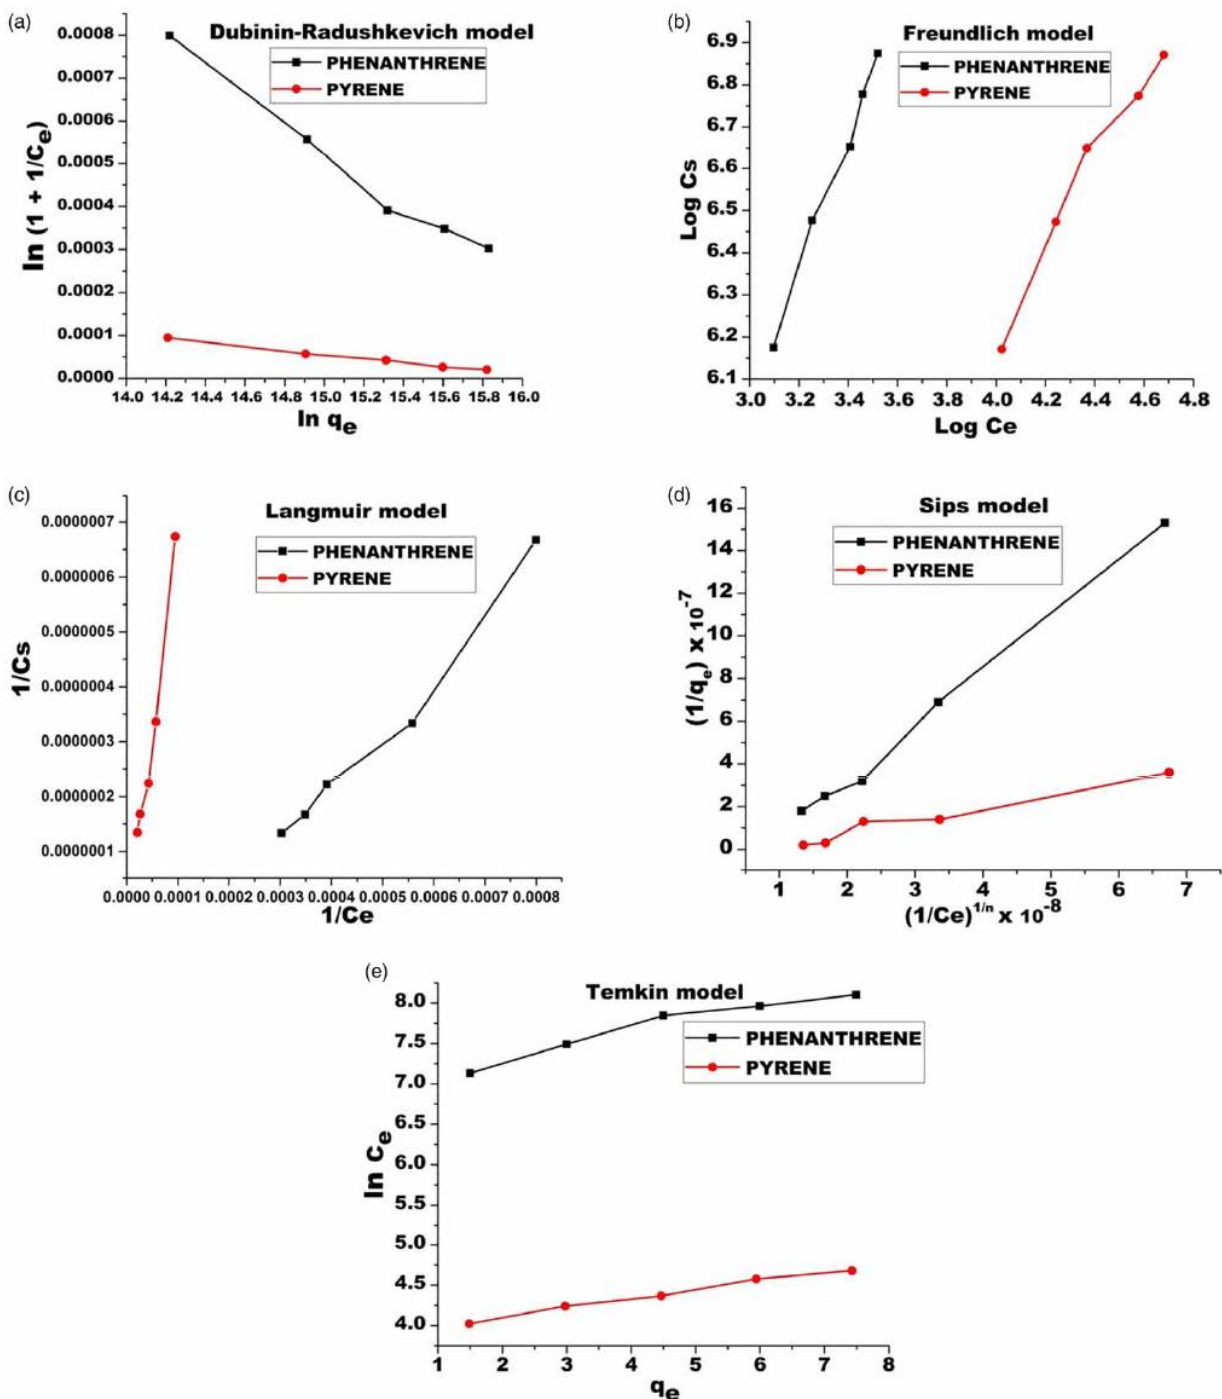 (a)
Dubinin-Radushkevich model
PHENANTHRENE
PYRENE
ln (1 + 1/Ce)
0.0008
0.0007
0.0006
0.0005
0.0004
0.0003
0.0002
0.0001
0.0000
14.0 14.2 14.4 14.6 14.8 15.0 15.2 15.4 15.6 15.8 16.0
ln qe
(b)
Freundlich model
PHENANTHRENE
PYRENE
Log Cs
6.9
6.8
6.7
6.6
6.5
6.4
6.3
6.2
6.1
3.0 3.2 3.4 3.6 3.8 4.0 4.2 4.4 4.6 4.8
Log Ce
(c)
Langmuir model
PHENANTHRENE
PYRENE
1/Cs
0.0000007
0.0000006
0.0000005
0.0000004
0.0000003
0.0000002
0.0000001
0.0000 0.0001 0.0002 0.0003 0.0004 0.0005 0.0006 0.0007 0.0008
1/Ce
(d)
Sips model
PHENANTHRENE
PYRENE
(1/qe) x 10-7
16
14
12
10
8
6
4
2
0
1 2 3 4 5 6 7
(1/Ce)1/n x 10-8
(e)
Temkin model
PHENANTHRENE
PYRENE
ln Ce
8.0
7.5
7.0
6.5
6.0
5.5
5.0
4.5
4.0
1 2 3 4 5 6 7 8
qe